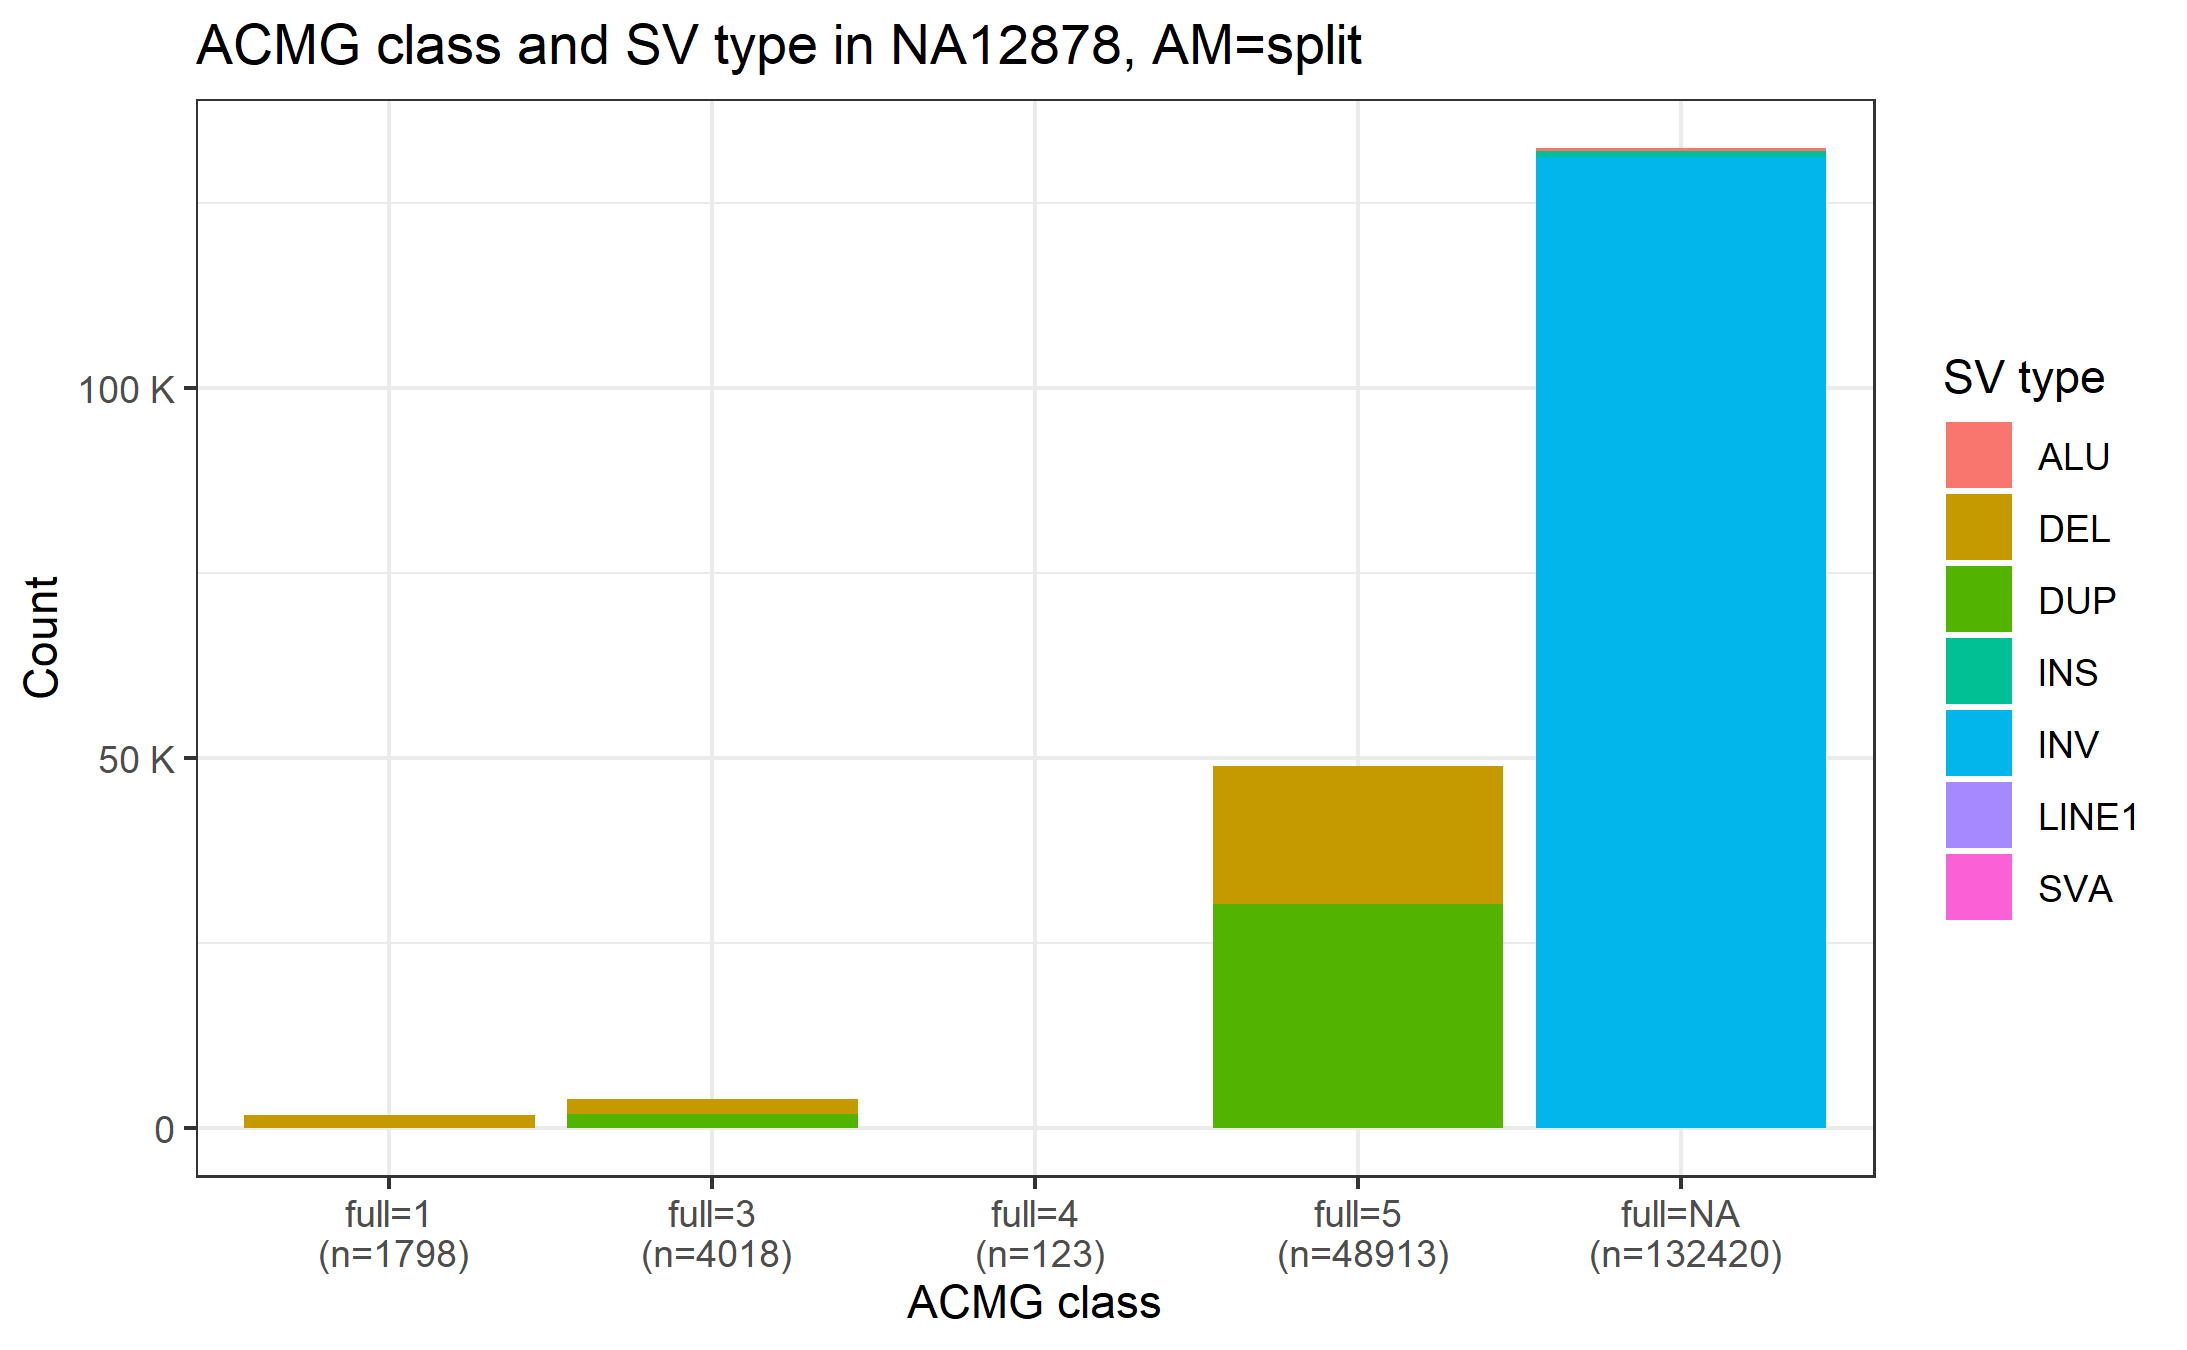 ACMG class and SV type in NA12878, AM=split
Count
100 K
50 K
0
full=1
(n=1798)
full=3
(n=4018)
full=4
(n=123)
full=5
(n=48913)
full=NA
(n=132420)
ACMG class
SV type
ALU
DEL
DUP
INS
INV
LINE1
SVA